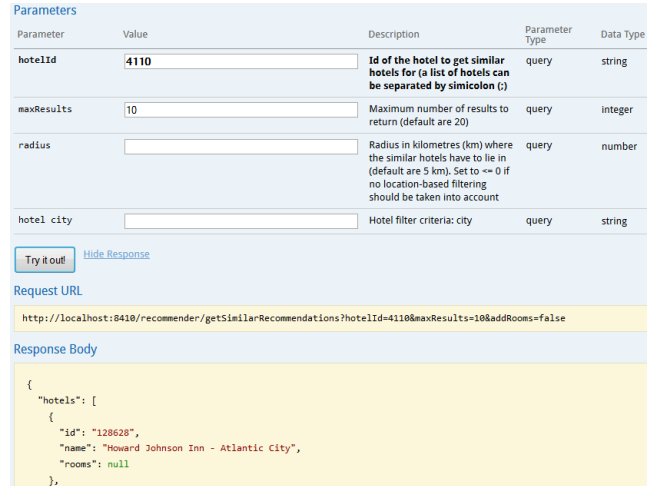 Parameters
Parameter Value Description Parameter Type Data Type
hotelId 4110 Id of the hotel to get similar hotels for (a list of hotels can be separated by simicolon (;) query string
maxResults 10 Maximum number of results to return (default are 20) query integer
radius Radius in kilometres (km) where the similar hotels have to lie in (default are 5 km). Set to <= 0 if no location-based filtering should be taken into account query number
hotel city Hotel filter criteria: city query string
Try it out! Hide Response
Request URL
http://localhost:8410/recommender/getSimilarRecommendations?hotelId=4110&maxResults=10&addRooms=false
Response Body
{
"hotels": [
{
"id": "128628",
"name": "Howard Johnson Inn - Atlantic City",
"rooms": null
},